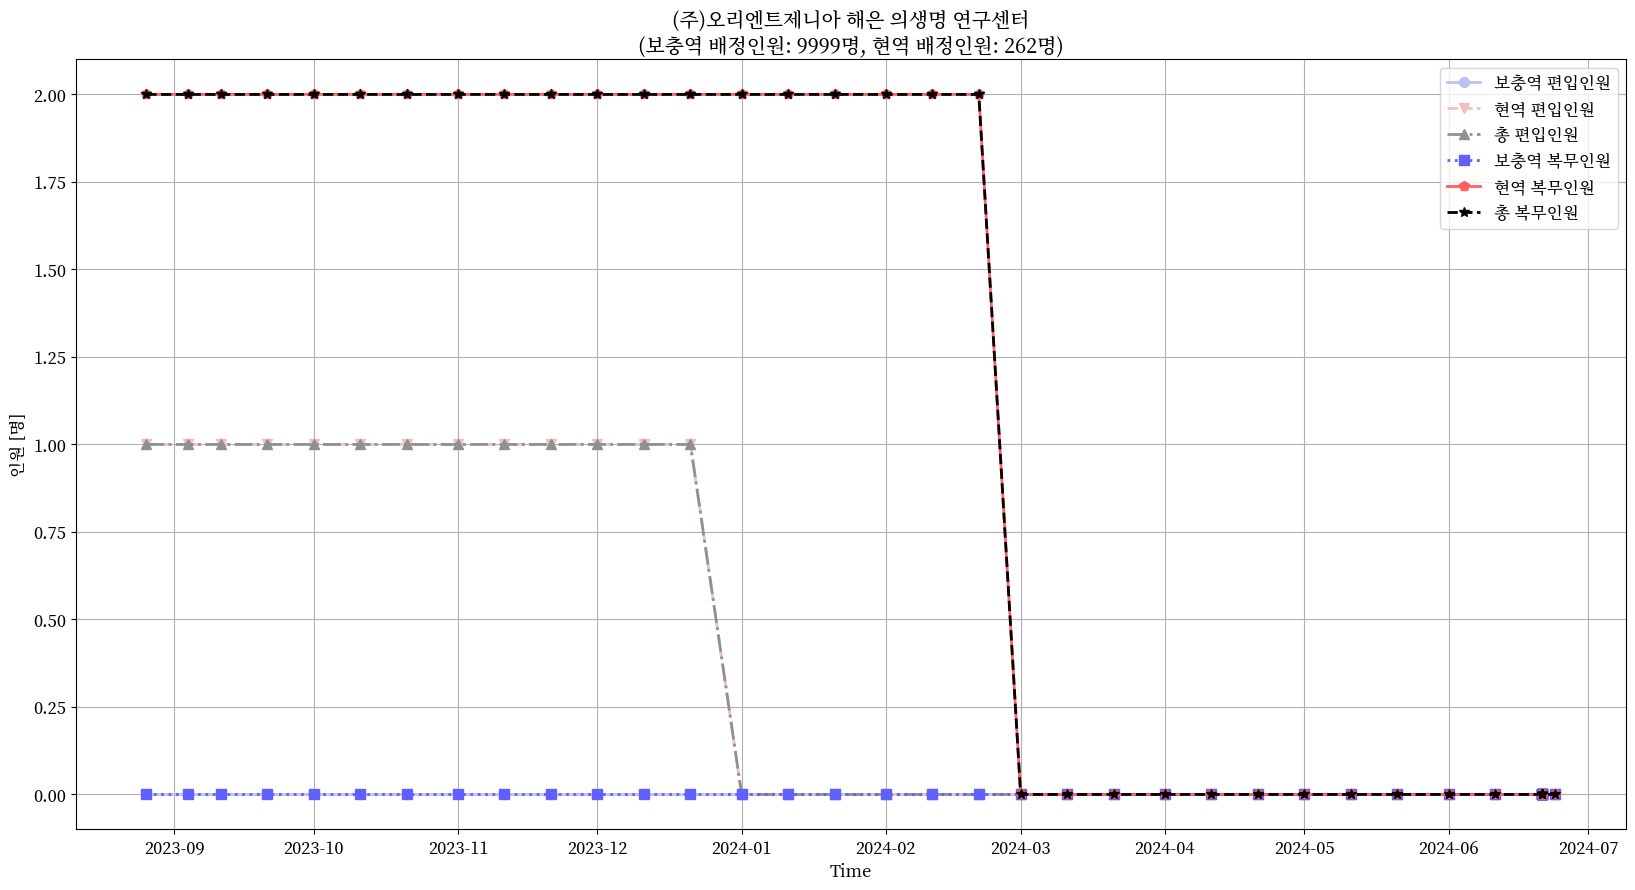 (주)오리엔트제니아 해은 의생명 연구센터
(보충역 배정인원: 9999명, 현역 배정인원: 262명)
보충역 편입인원
현역 편입인원
총 편입인원
보충역 복무인원
현역 복무인원
총 복무인원
인원 [명]
2.00
1.75
1.50
1.25
1.00
0.75
0.50
0.25
0.00
2023-09 2023-10 2023-11 2023-12 2024-01 2024-02 2024-03 2024-04 2024-05 2024-06 2024-07
Time